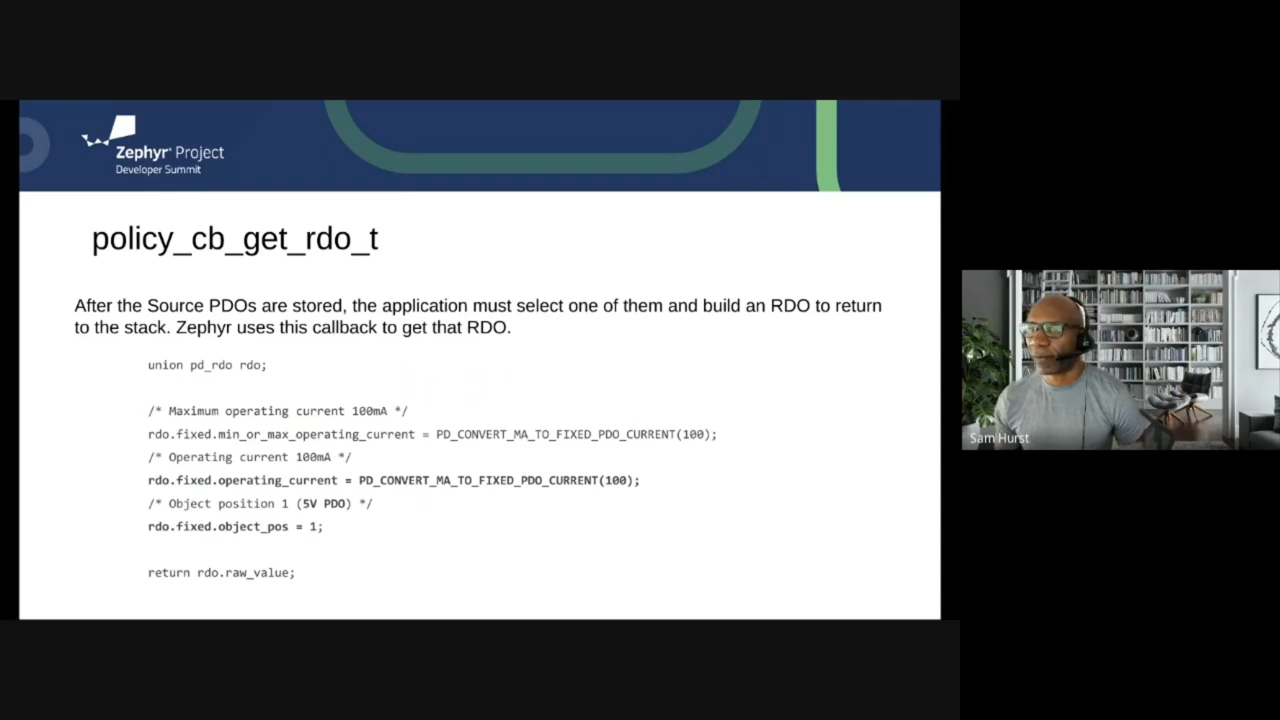 Zephyr® Project
Developer Summit
policy_cb_get_rdo_t
After the Source PDOs are stored, the application must select one of them and build an RDO to return
to the stack. Zephyr uses this callback to get that RDO.
union pd_rdo rdo;
/* Maximum operating current 100mA */
rdo.fixed.min_or_max_operating_current = PD_CONVERT_MA_TO_FIXED_PDO_CURRENT(100);
/* Operating current 100mA */
rdo.fixed.operating_current = PD_CONVERT_MA_TO_FIXED_PDO_CURRENT(100);
/* Object position 1 (5V PDO) */
rdo.fixed.object_pos = 1;
return rdo.raw_value;
Sam Hurst